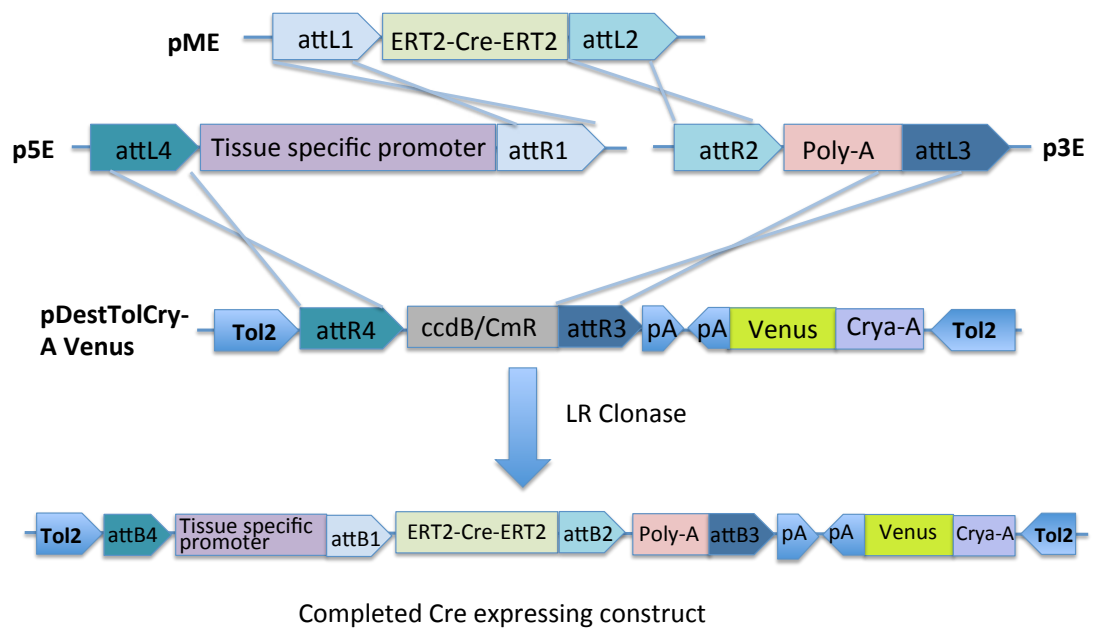 pME
attL1
ERT2-Cre-ERT2
attL2
p5E
attL4
Tissue specific promoter
attR1
attR2
Poly-A
attL3
p3E
pDestTolCry-
A Venus
Tol2
attR4
ccdB/CmR
attR3
pA
pA
Venus
Crya-A
Tol2
LR Clonase
Tol2
attB4
Tissue specific
promoter
attB1
ERT2-Cre-ERT2
attB2
Poly-A
attB3
pA
pA
Venus
Crya-A
Tol2
Completed Cre expressing construct